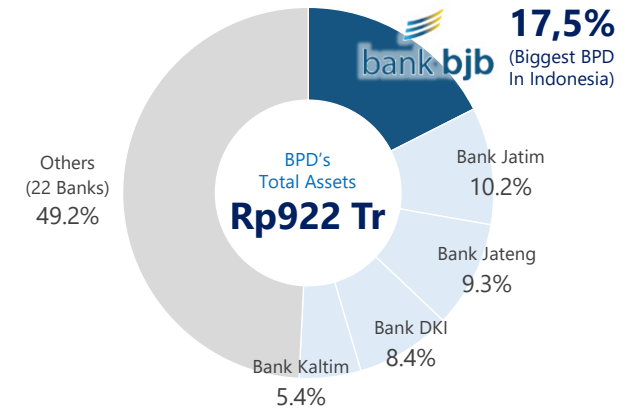 bank bjb
17,5%
(Biggest BPD
In Indonesia)
Bank Jatim
10.2%
Bank Jateng
9.3%
Bank DKI
8.4%
Bank Kaltim
5.4%
Others
(22 Banks)
49.2%
BPD's
Total Assets
Rp922 Tr